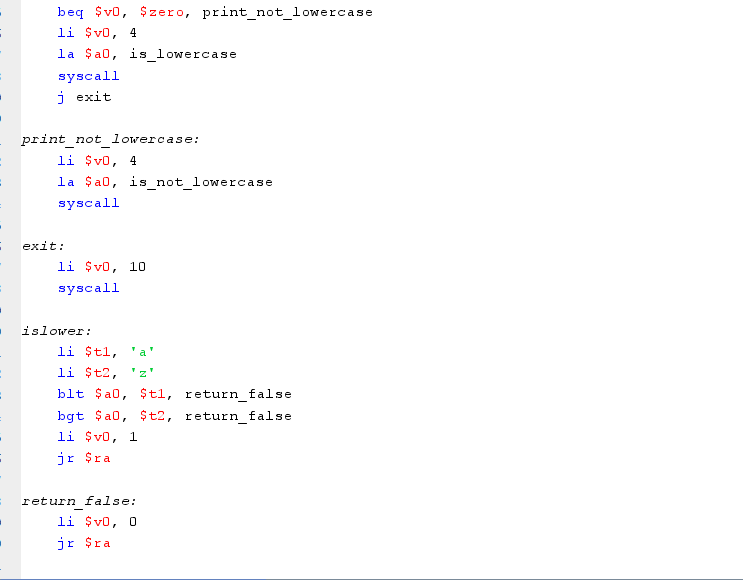 beq $v0, $zero, print_not_lowercase
li $v0, 4
la $a0, is_lowercase
syscall
j exit
print_not_lowercase:
li $v0, 4
la $a0, is_not_lowercase
syscall
exit:
li $v0, 10
syscall
islower:
li $t1, 'a'
li $t2, 'z'
blt $a0, $t1, return_false
bgt $a0, $t2, return_false
li $v0, 1
jr $ra
return_false:
li $v0, 0
jr $ra